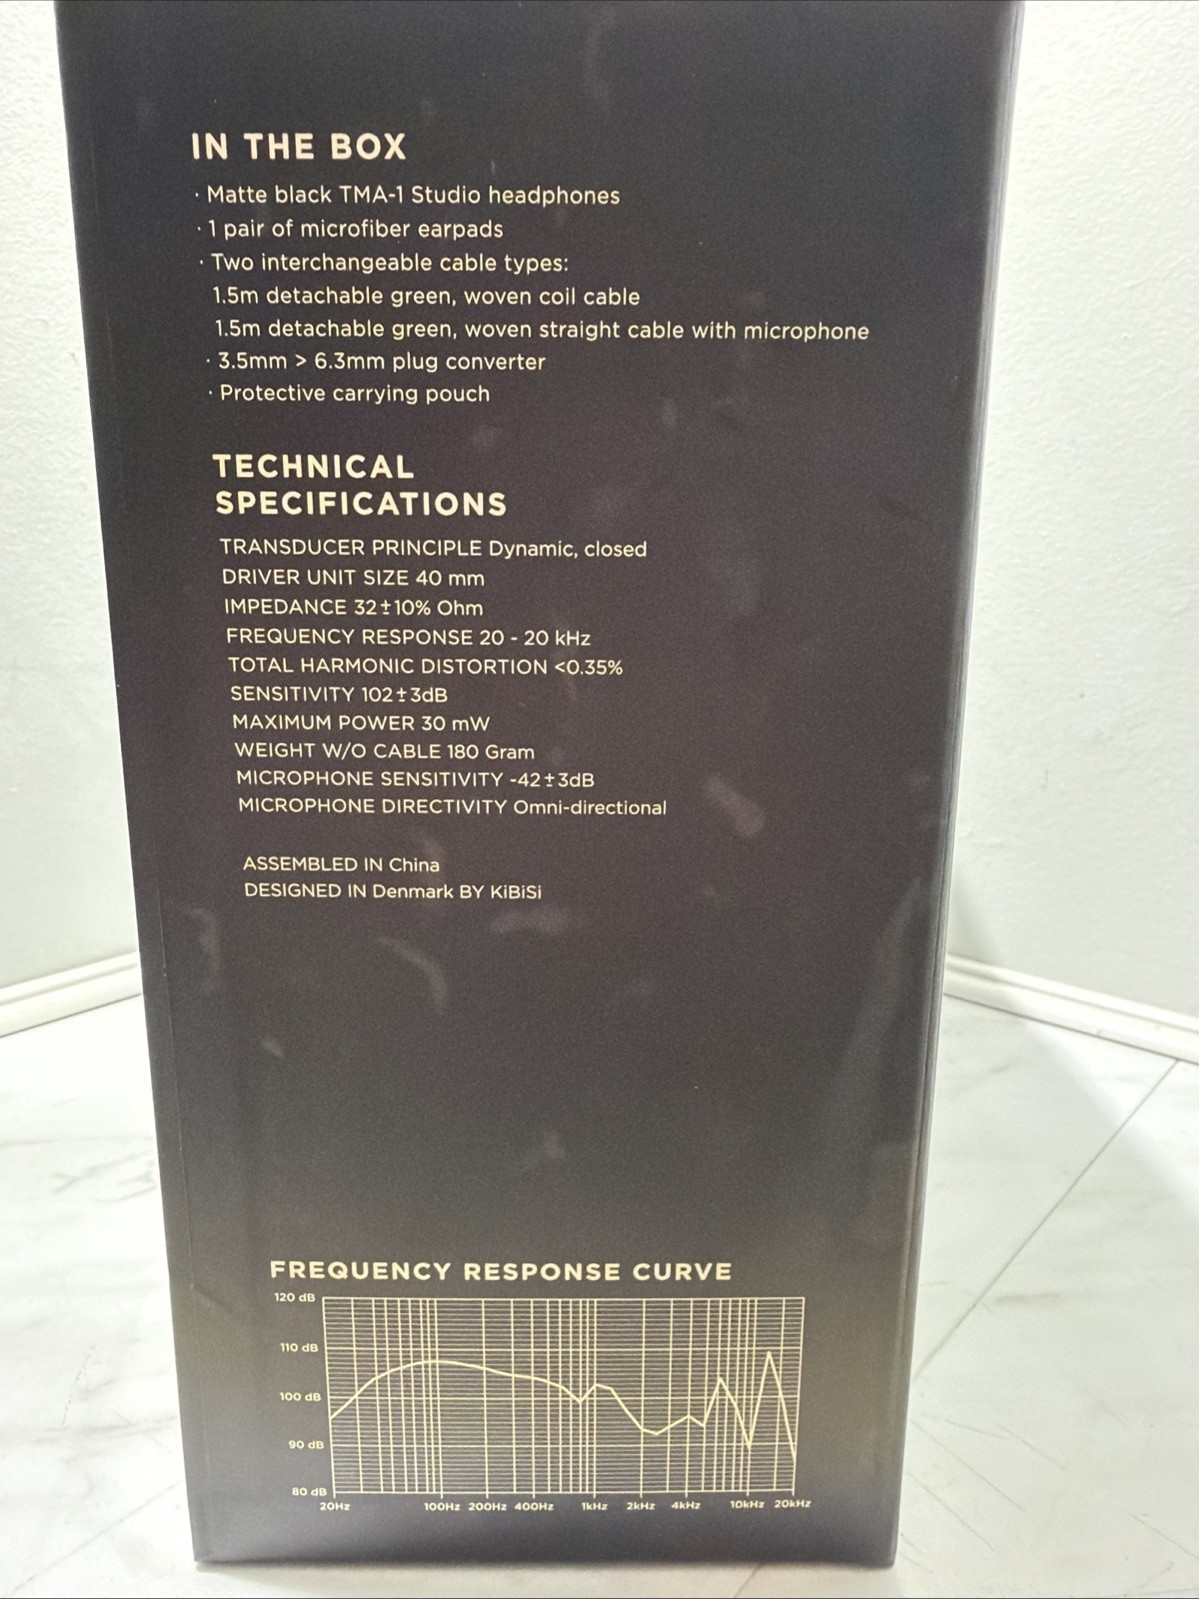 IN THE BOX
· Matte black TMA-1 Studio headphones
· 1 pair of microfiber earpads
· Two interchangeable cable types:
1.5m detachable green, woven coil cable
1.5m detachable green, woven straight cable with microphone
· 3.5mm > 6.3mm plug converter
· Protective carrying pouch
TECHNICAL
SPECIFICATIONS
TRANSDUCER PRINCIPLE Dynamic, closed
DRIVER UNIT SIZE 40 mm
IMPEDANCE 32±10% Ohm
FREQUENCY RESPONSE 20 - 20 kHz
TOTAL HARMONIC DISTORTION <0.35%
SENSITIVITY 102±3dB
MAXIMUM POWER 30 mW
WEIGHT W/O CABLE 180 Gram
MICROPHONE SENSITIVITY -42±3dB
MICROPHONE DIRECTIVITY Omni-directional
ASSEMBLED IN China
DESIGNED IN Denmark BY KiBiSi
FREQUENCY RESPONSE CURVE
120 dB
110 dB
100 dB
90 dB
80 dB
20Hz 100Hz 200Hz 400Hz 1kHz 2kHz 4kHz 10kHz 20kHz